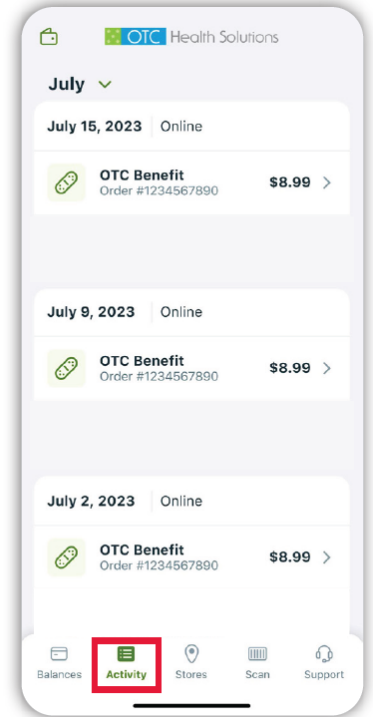 OTC Health Solutions
July
July 15, 2023 Online
OTC Benefit $8.99
Order #1234567890
July 9, 2023 Online
OTC Benefit $8.99
Order #1234567890
July 2, 2023 Online
OTC Benefit $8.99
Order #1234567890
Balances Activity Stores Scan Support